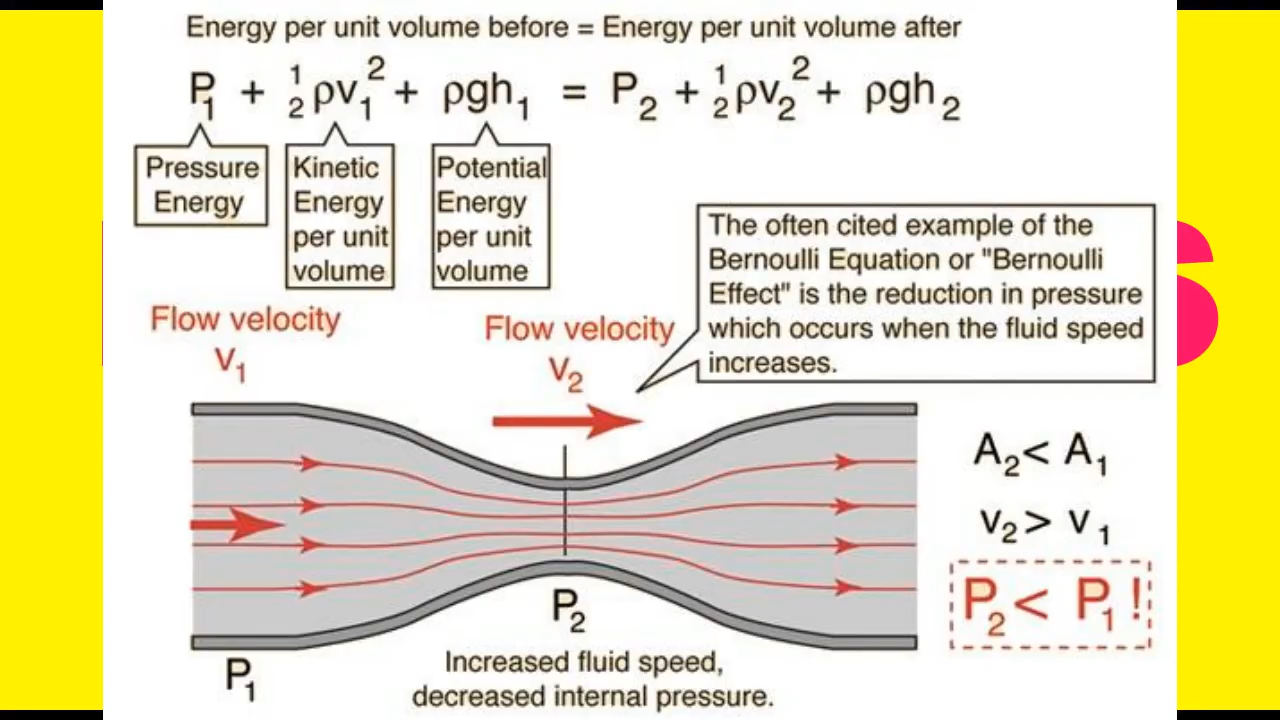 Energy per unit volume before = Energy per unit volume after
P₁ + ½ρv₁² + ρgh₁ = P₂ + ½ρv₂² + ρgh₂
Pressure
Energy
Kinetic
Energy
per unit
volume
Potential
Energy
per unit
volume
The often cited example of the
Bernoulli Equation or "Bernoulli
Effect" is the reduction in pressure
which occurs when the fluid speed
increases.
Flow velocity
v₁
Flow velocity
v₂
A₂ < A₁
v₂ > v₁
P₂ < P₁ !
P₂
P₁
Increased fluid speed,
decreased internal pressure.